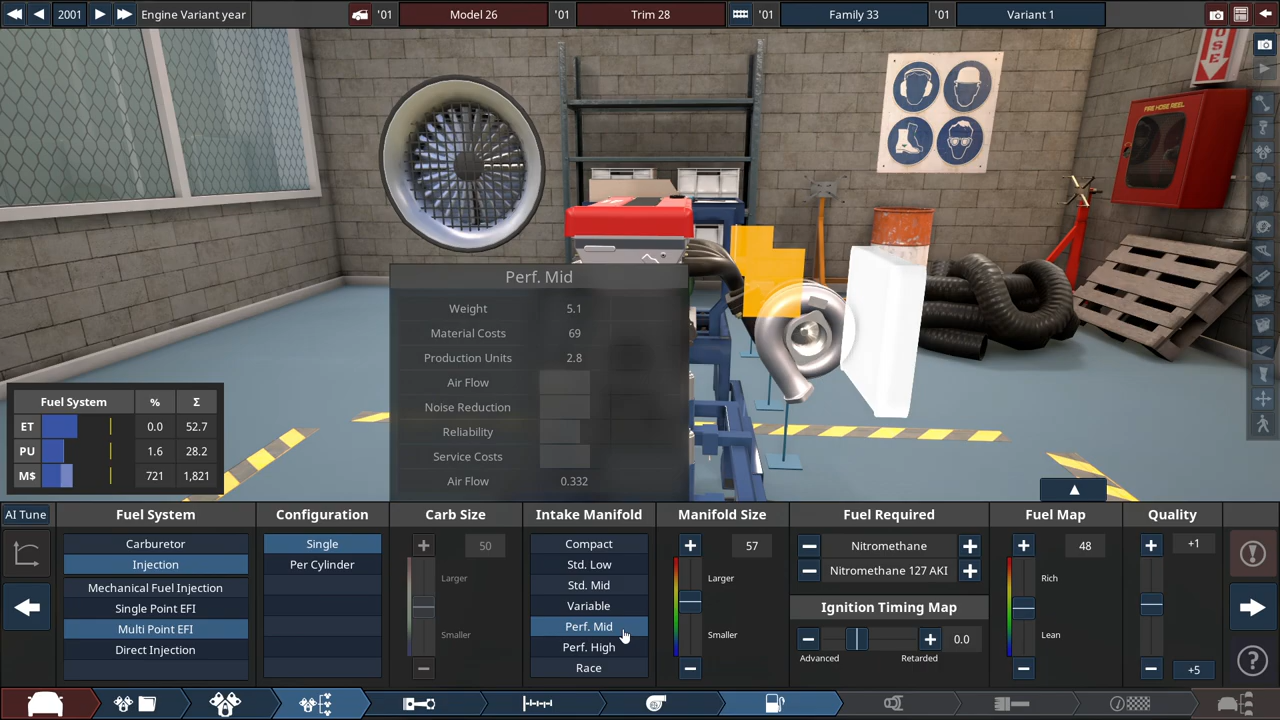 2001
Engine Variant year
'01
Model 26
'01
Trim 28
'01
Family 33
'01
Variant 1
HOSE
FIRE HOSE REEL
Perf. Mid
Weight 5.1
Material Costs 69
Production Units 2.8
Air Flow
Noise Reduction
Reliability
Service Costs
Air Flow 0.332
Fuel System % Σ
ET 0.0 52.7
PU 1.6 28.2
M$ 721 1,821
AI Tune
Fuel System
Carburetor
Injection
Mechanical Fuel Injection
Single Point EFI
Multi Point EFI
Direct Injection
Configuration
Single
Per Cylinder
Carb Size
50
Larger
Smaller
Intake Manifold
Compact
Std. Low
Std. Mid
Variable
Perf. Mid
Perf. High
Race
Manifold Size
57
Larger
Smaller
Fuel Required
Nitromethane
Nitromethane 127 AKI
Ignition Timing Map
0.0
Advanced Retarded
Fuel Map
48
Rich
Lean
Quality
+1
+5